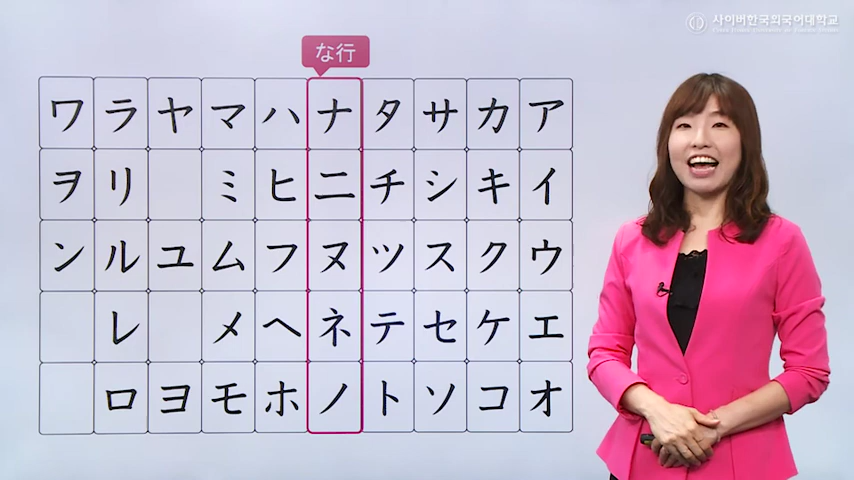 사이버한국외국어대학교
な行
ワ ラ ヤ マ ハ ナ タ サ カ ア
ヲ リ ミ ヒ ニ チ シ キ イ
ン ル ユ ム フ ヌ ツ ス ク ウ
レ メ ヘ ネ テ セ ケ エ
ロ ヨ モ ホ ノ ト ソ コ オ